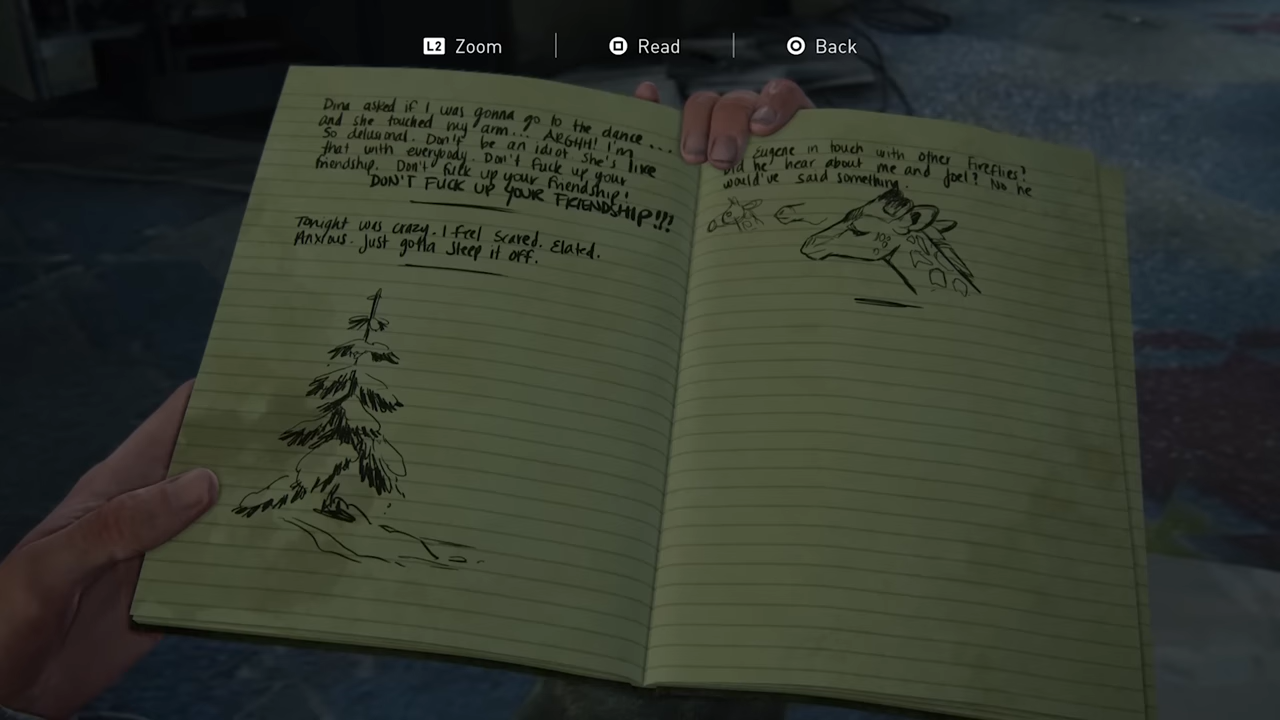 L2 Zoom
Read
Back
Dina asked if I was gonna go to the dance...
and she touched my arm... ARGHH! I'm
so delusional. Don't be an idiot she's like
that with everybody. Don't fuck up your
friendship. Don't fuck up your friendship!
DON'T FUCK UP YOUR FRIENDSHIP!!!
Tonight was crazy. I feel scared. Elated.
Anxious. Just gotta sleep it off.
Eugene in touch with other Fireflies?
he hear about me and Joel? No he
would've said something.